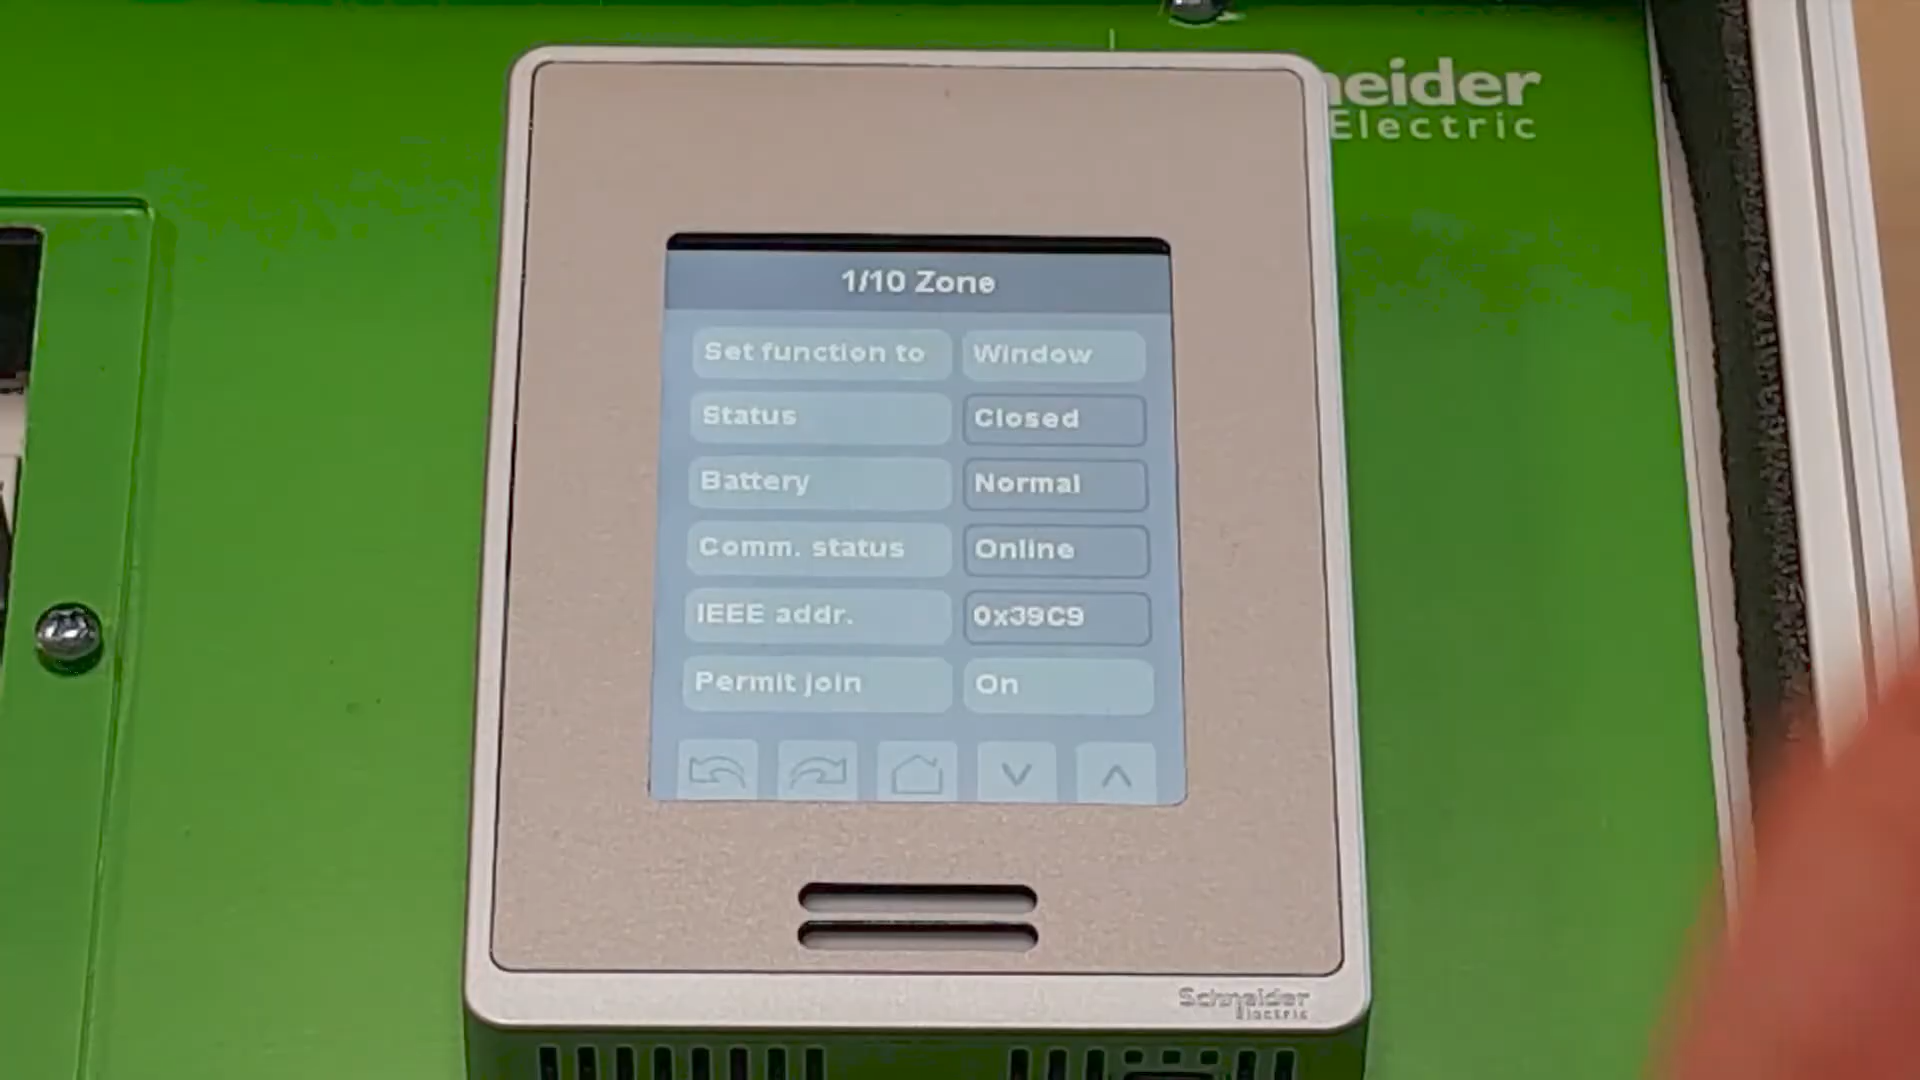 neider
Electric
1/10 Zone
Set function to Window
Status Closed
Battery Normal
Comm. status Online
IEEE addr. 0x39C9
Permit join On
Schneider
Electric